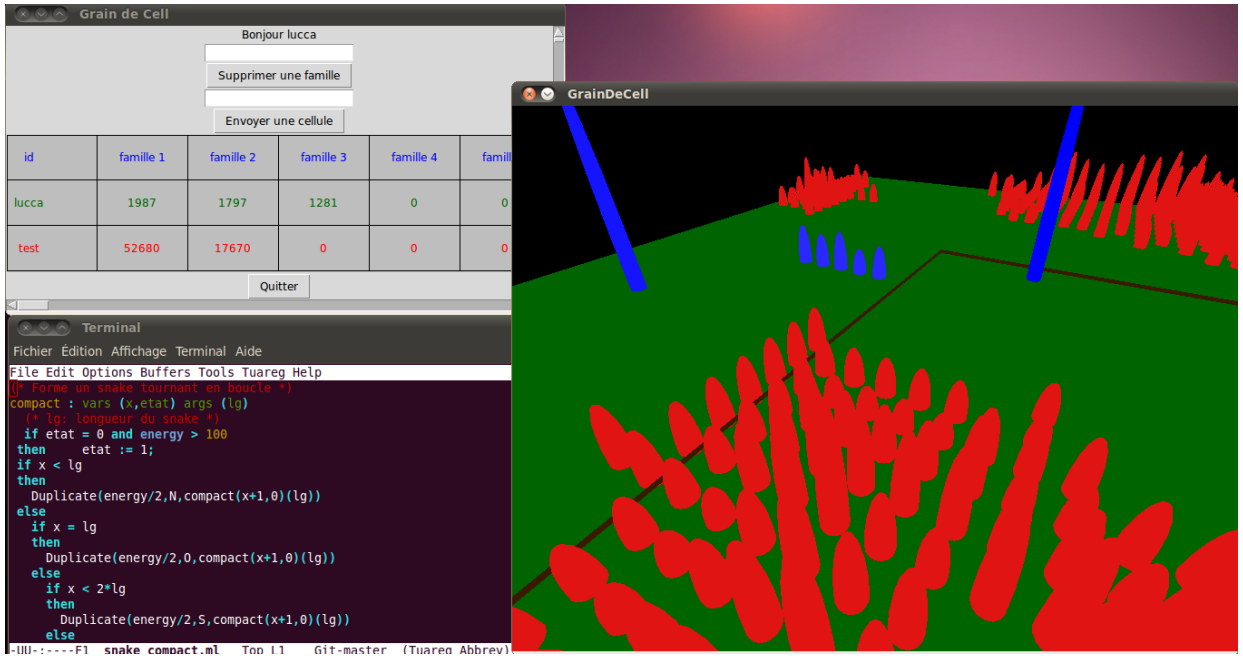 Grain de Cell
Bonjour lucca
Supprimer une famille
Envoyer une cellule
id famille 1 famille 2 famille 3 famille 4 famill
lucca 1987 1797 1281 0 0
test 52680 17670 0 0 0
Quitter
GrainDeCell
Terminal
Fichier Édition Affichage Terminal Aide
File Edit Options Buffers Tools Tuareg Help
(* Forme un snake tournant en boucle *)
compact : vars (x,etat) args (lg)
(* lg: longueur du snake *)
if etat = 0 and energy > 100
then etat := 1;
if x < lg
then
Duplicate(energy/2,N,compact(x+1,0)(lg))
else
if x = lg
then
Duplicate(energy/2,O,compact(x+1,0)(lg))
else
if x < 2*lg
then
Duplicate(energy/2,S,compact(x+1,0)(lg))
else
-UU-:----F1 snake_compact.ml Top L1 Git-master (Tuareg Abbrev)